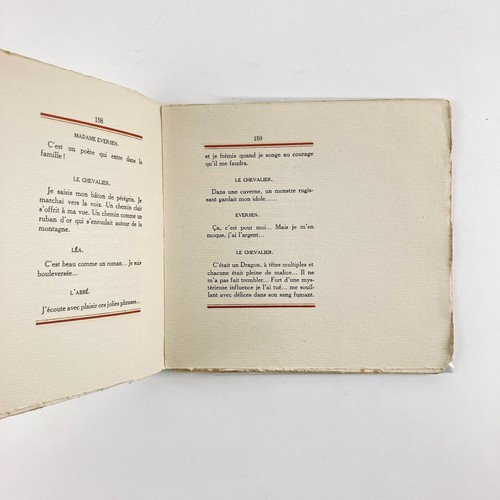 158
MADAME EVERSEN.
C'est un poète qui entre dans la
famille !
LE CHEVALIER.
Je saisis mon bâton de pérégrin. Je
marchai vers la voix. Un chemin clair
s'offrit à ma vue. Un chemin comme un
ruban d'or qui s'enroulait autour de la
montagne.
LÉA.
C'est beau comme un roman... Je suis
bouleversée...
L'ABBÉ.
J'écoute avec plaisir ces jolies phrases...
159
et je frémis quand je songe au courage
qu'il me faudra.
LE CHEVALIER.
Dans une caverne, un monstre rugis-
sant gardait mon idole......
EVERSEN.
Ça, c'est pour moi... Mais je m'en
moque, j'ai l'argent...
LE CHEVALIER.
C'était un Dragon, à têtes multiples et
chacune était pleine de malice... Il ne
m'a pas fait trembler... Fort d'une mys-
térieuse influence je l'ai tué... me souil-
lant avec délices dans son sang fumant.